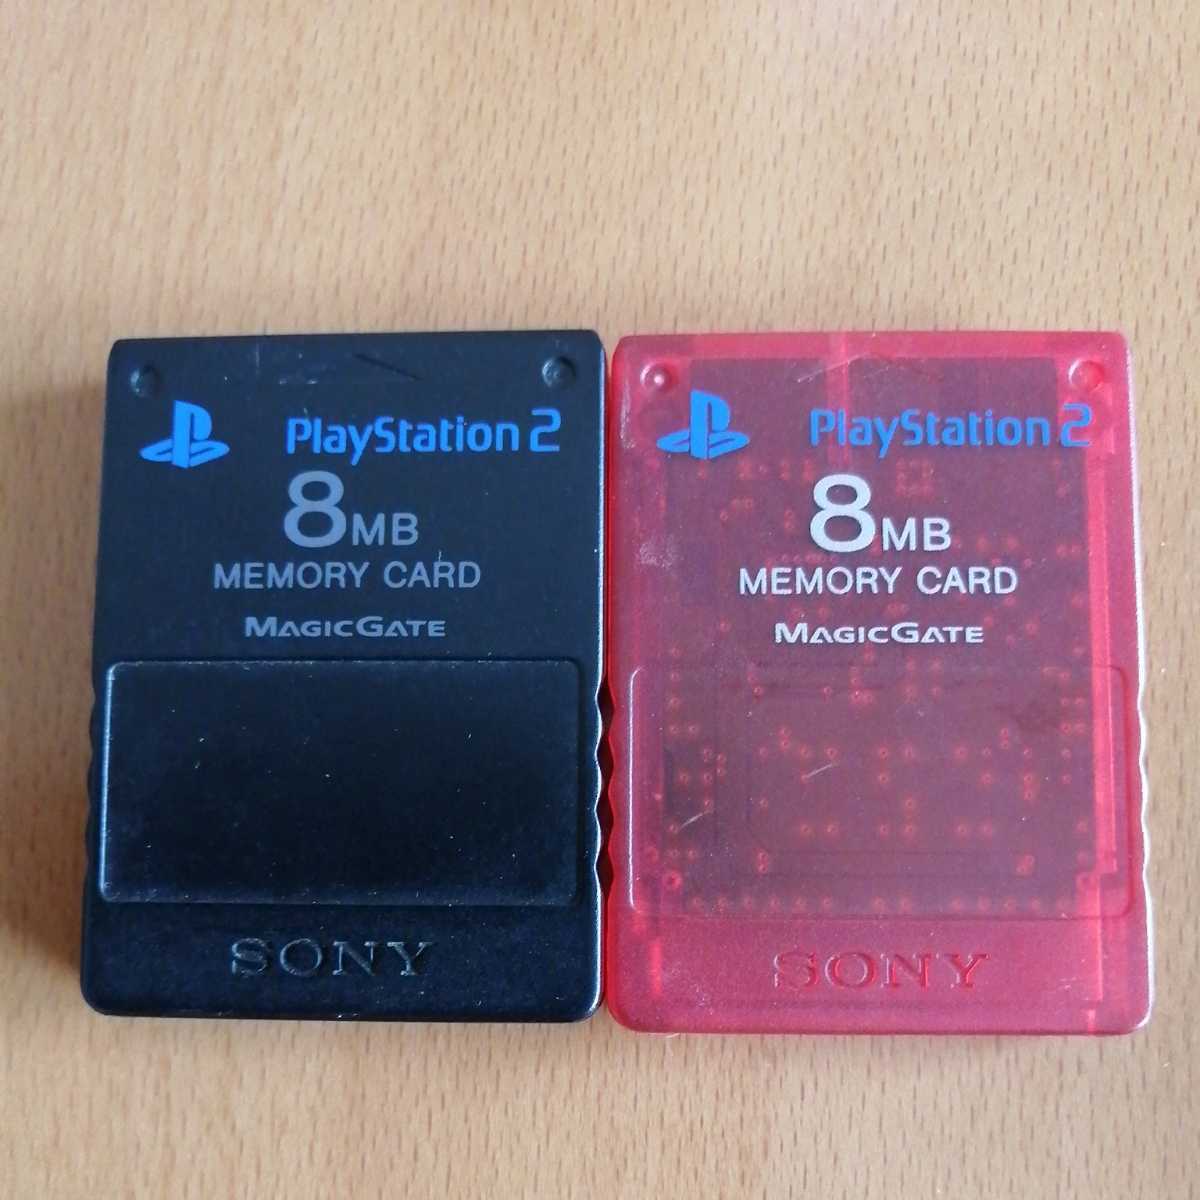 PlayStation 2
8MB
MEMORY CARD
MAGICGATE
SONY
PlayStation 2
8MB
MEMORY CARD
MAGICGATE
SONY